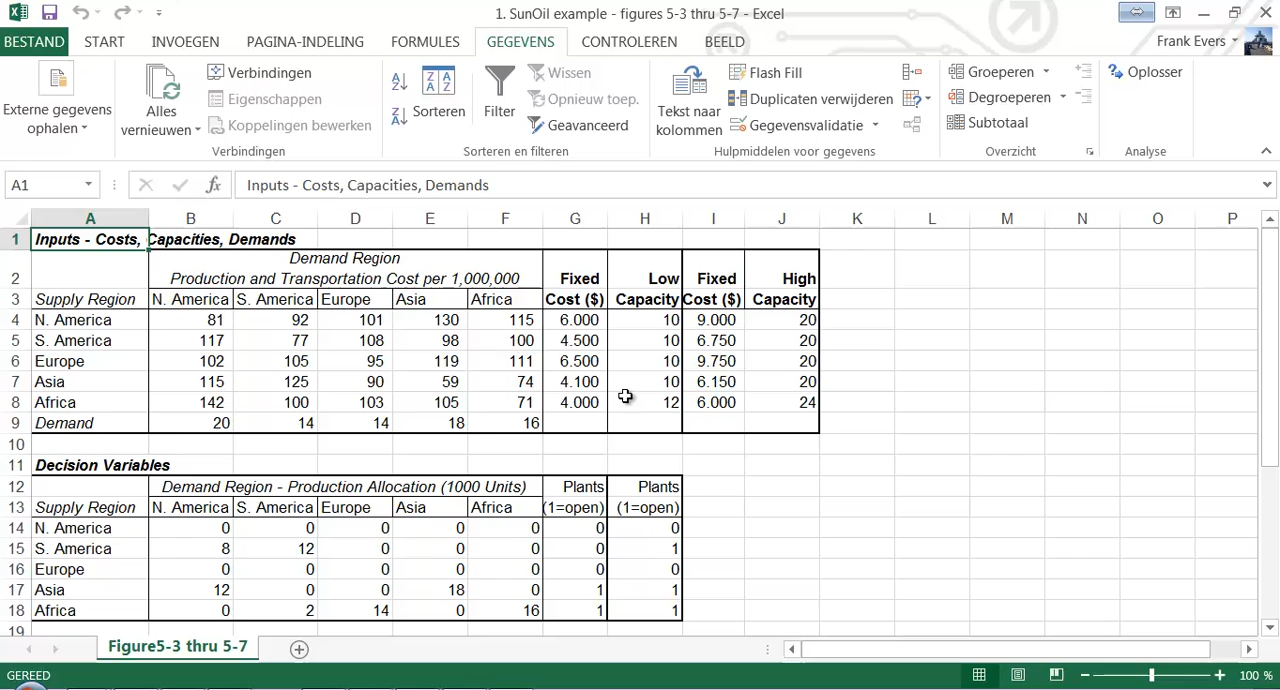 1. SunOil example - figures 5-3 thru 5-7 - Excel
BESTAND START INVOEGEN PAGINA-INDELING FORMULES GEGEVENS CONTROLEREN BEELD Frank Evers
Externe gegevens ophalen
Alles vernieuwen
Verbindingen
Eigenschappen
Koppelingen bewerken
Verbindingen
Sorteren
Filter
Wissen
Opnieuw toep.
Geavanceerd
Sorteren en filteren
Tekst naar kolommen
Flash Fill
Duplicaten verwijderen
Gegevensvalidatie
Hulpmiddelen voor gegevens
Groeperen
Degroeperen
Subtotaal
Overzicht
Oplosser
Analyse
A1 fx Inputs - Costs, Capacities, Demands
A B C D E F G H I J K L M N O P
1 Inputs - Costs, Capacities, Demands
Demand Region
2 Production and Transportation Cost per 1,000,000 Fixed Low Fixed High
3 Supply Region N. America S. America Europe Asia Africa Cost ($) Capacity Cost ($) Capacity
4 N. America 81 92 101 130 115 6.000 10 9.000 20
5 S. America 117 77 108 98 100 4.500 10 6.750 20
6 Europe 102 105 95 119 111 6.500 10 9.750 20
7 Asia 115 125 90 59 74 4.100 10 6.150 20
8 Africa 142 100 103 105 71 4.000 12 6.000 24
9 Demand 20 14 14 18 16
10
11 Decision Variables
12 Demand Region - Production Allocation (1000 Units) Plants Plants
13 Supply Region N. America S. America Europe Asia Africa (1=open) (1=open)
14 N. America 0 0 0 0 0 0 0
15 S. America 8 12 0 0 0 0 1
16 Europe 0 0 0 0 0 0 0
17 Asia 12 0 0 18 0 1 1
18 Africa 0 2 14 0 16 1 1
19
Figure5-3 thru 5-7
GEREED 100 %